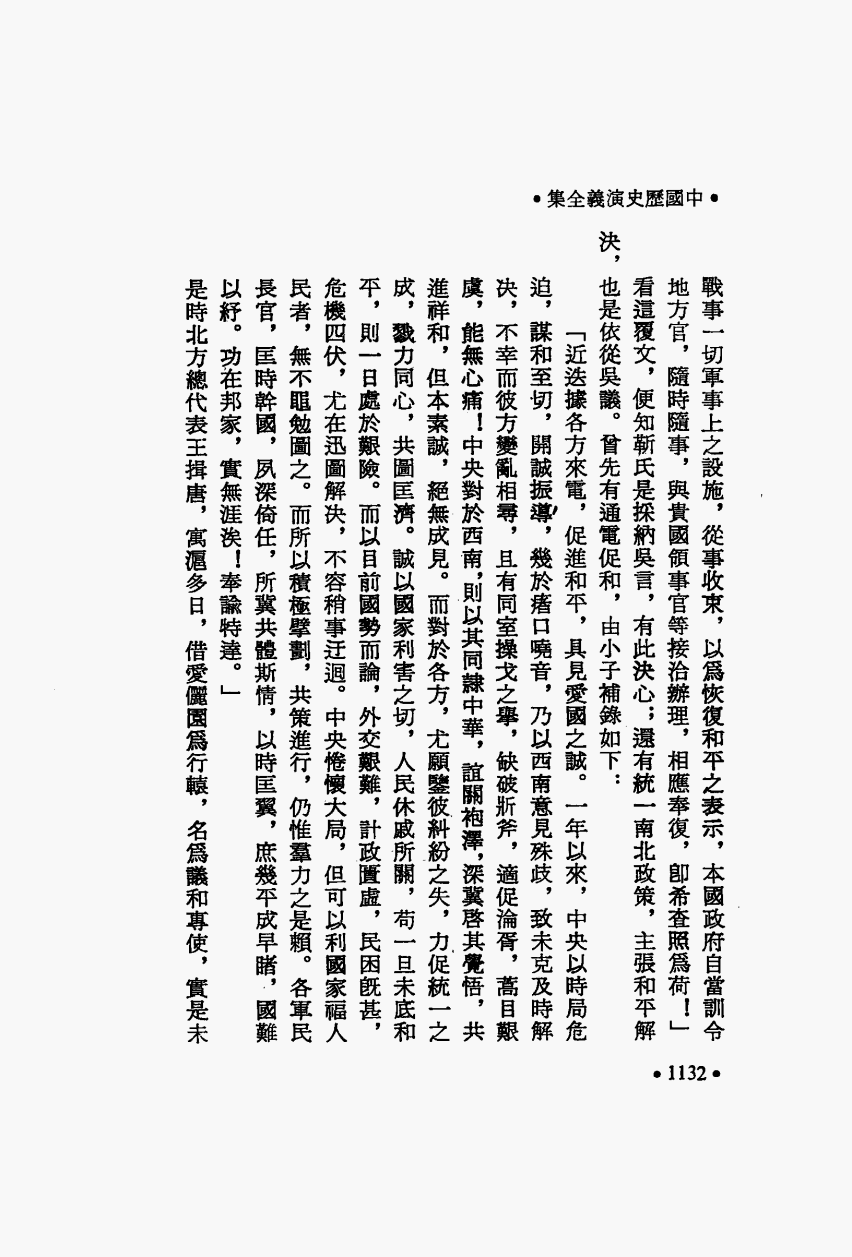 •中國歷史演義全集•
戰事一切軍事上之設施，從事收束，以爲恢復和平之表示，本國政府自當訓令
地方官，隨時隨事，與貴國領事官等接洽辦理，相應奉復，卽希查照爲荷！」
看這覆文，便知靳氏是採納吳言，有此決心；還有統一南北政策，主張和平解
決，也是依從吳議。曾先有通電促和，由小子補錄如下：
「近迭據各方來電，促進和平，具見愛國之誠。一年以來，中央以時局危
迫，謀和至切，開誠振導，幾於瘏口嘵音，乃以西南意見殊歧，致未克及時解
決，不幸而彼方變亂相尋，且有同室操戈之舉，缺破斨斧，適促淪胥，蒿目艱
虞，能無心痛！中央對於西南，則以其同隸中華，誼關袍澤，深冀啓其覺悟，共
進祥和，但本素誠，絕無成見。而對於各方，尤願鑒彼糾紛之失，力促統一之
成，戮力同心，共圖匡濟。誠以國家利害之切，人民休戚所關，苟一旦未底和
平，則一日處於艱險。而以目前國勢而論，外交艱難，計政匱虛，民困旣甚，
危機四伏，尤在迅圖解決，不容稍事迂迴。中央惓懷大局，但可以利國家福人
民者，無不黽勉圖之。而所以積極擘劃，共策進行，仍惟羣力之是賴。各軍民
長官，匡時幹國，夙深倚任，所冀共體斯情，以時匡翼，庶幾平成早睹，國難
以紓。功在邦家，實無涯涘！奉諭特達。」
是時北方總代表王揖唐，寓滬多日，借愛儷園爲行轅，名爲議和專使，實是未
•1132•